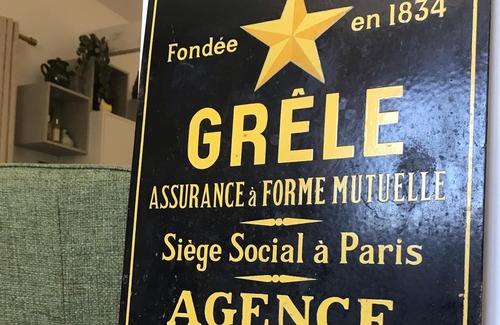 Fondée en 1834
GRÊLE
ASSURANCE à FORME MUTUELLE
Siège Social à Paris
AGENCE